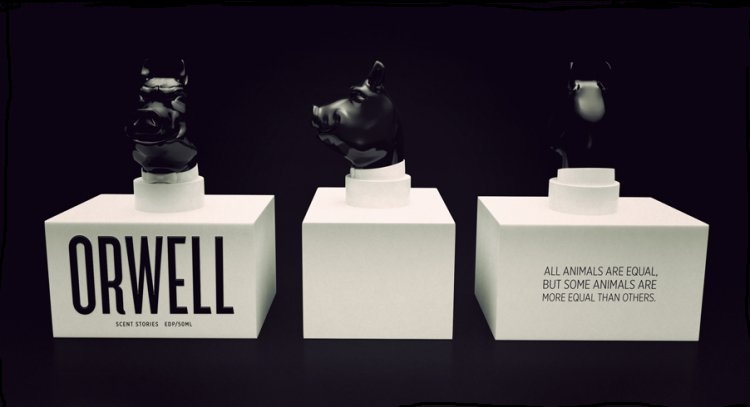 ORWELL
SCENT STORIES EDP/50ML
ALL ANIMALS ARE EQUAL,
BUT SOME ANIMALS ARE
MORE EQUAL THAN OTHERS.